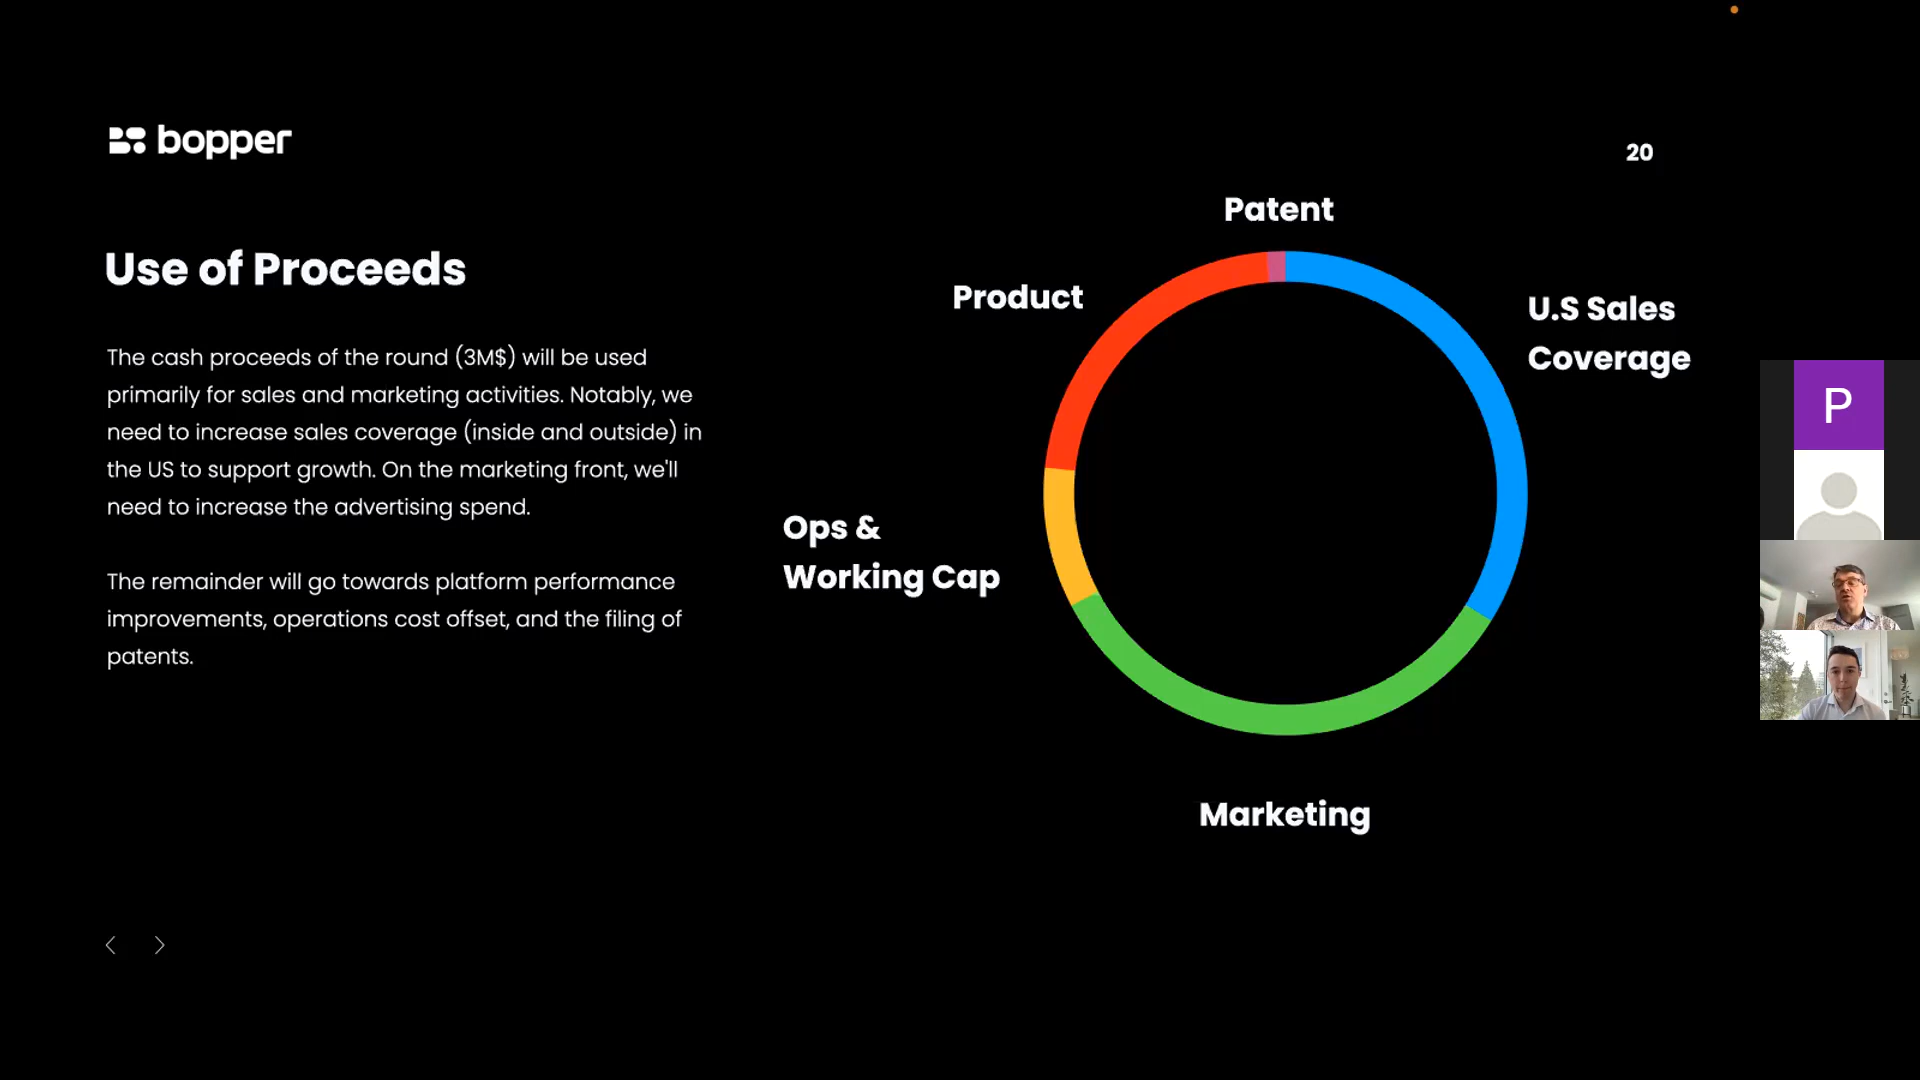 bopper
20
Use of Proceeds
The cash proceeds of the round (3M$) will be used
primarily for sales and marketing activities. Notably, we
need to increase sales coverage (inside and outside) in
the US to support growth. On the marketing front, we'll
need to increase the advertising spend.
The remainder will go towards platform performance
improvements, operations cost offset, and the filing of
patents.
Patent
Product
U.S Sales
Coverage
Ops &
Working Cap
Marketing
P